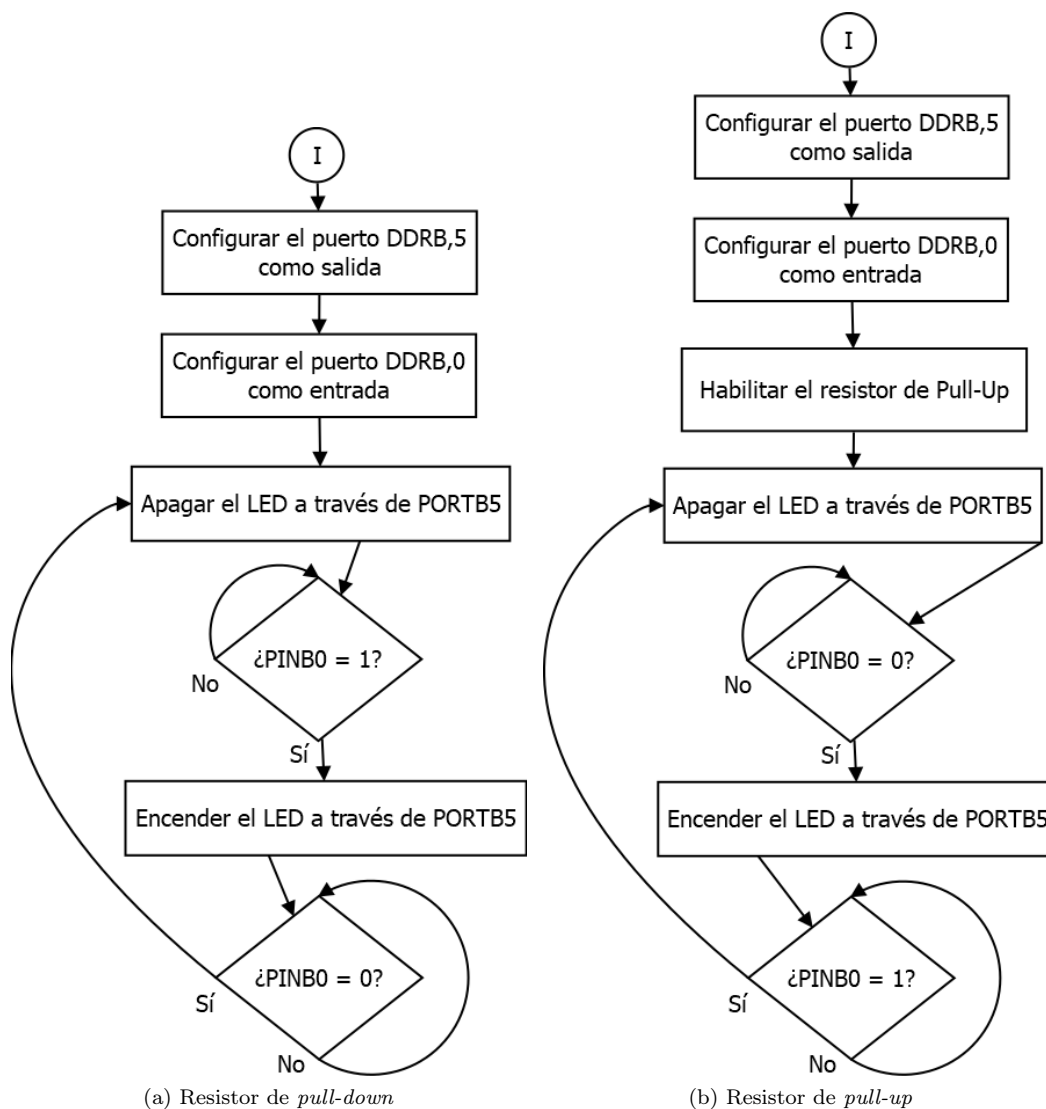 I
Configurar el puerto DDRB,5
como salida
Configurar el puerto DDRB,0
como entrada
Apagar el LED a través de PORTB5
¿PINB0 = 1?
No
Sí
Encender el LED a través de PORTB5
¿PINB0 = 0?
Sí
No
(a) Resistor de pull-down
I
Configurar el puerto DDRB,5
como salida
Configurar el puerto DDRB,0
como entrada
Habilitar el resistor de Pull-Up
Apagar el LED a través de PORTB5
¿PINB0 = 0?
No
Sí
Encender el LED a través de PORTB5
¿PINB0 = 1?
Sí
No
(b) Resistor de pull-up